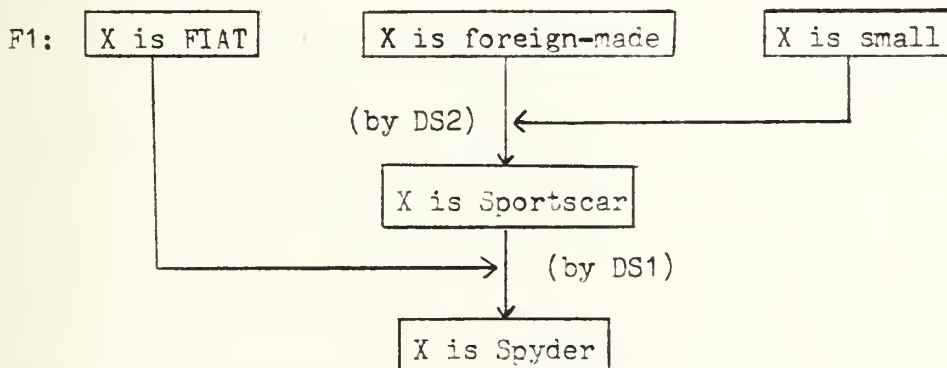 F1: X is FIAT X is foreign-made X is small
(by DS2)
X is Sportscar
(by DS1)
X is Spyder